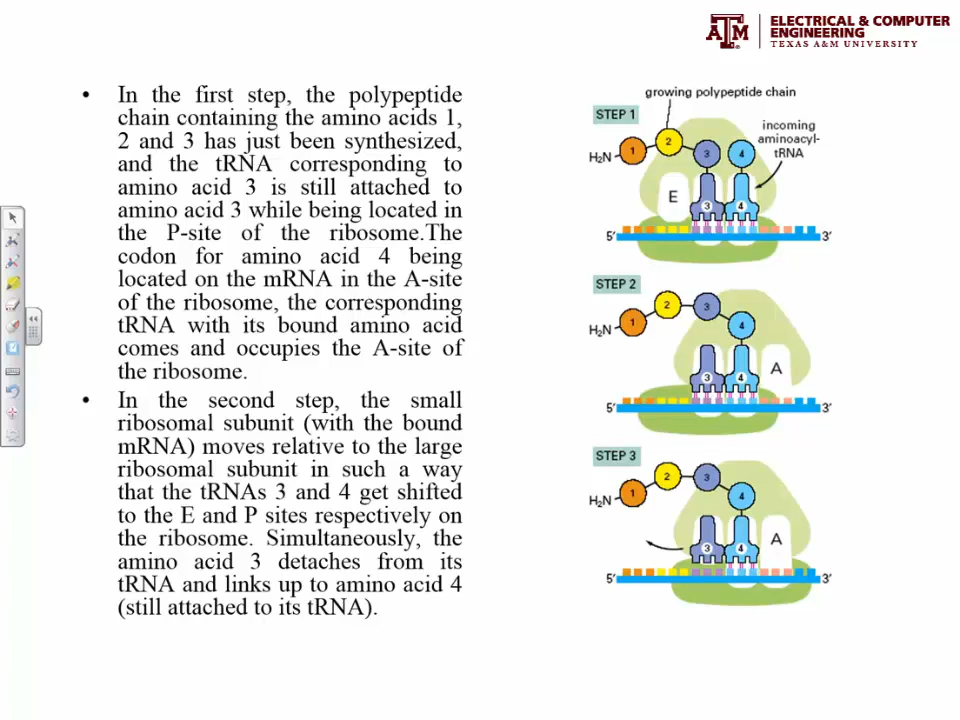 ELECTRICAL & COMPUTER
ENGINEERING
TEXAS A&M UNIVERSITY
• In the first step, the polypeptide
chain containing the amino acids 1,
2 and 3 has just been synthesized,
and the tRNA corresponding to
amino acid 3 is still attached to
amino acid 3 while being located in
the P-site of the ribosome.The
codon for amino acid 4 being
located on the mRNA in the A-site
of the ribosome, the corresponding
tRNA with its bound amino acid
comes and occupies the A-site of
the ribosome.
• In the second step, the small
ribosomal subunit (with the bound
mRNA) moves relative to the large
ribosomal subunit in such a way
that the tRNAs 3 and 4 get shifted
to the E and P sites respectively on
the ribosome. Simultaneously, the
amino acid 3 detaches from its
tRNA and links up to amino acid 4
(still attached to its tRNA).
growing polypeptide chain
STEP 1
incoming
aminoacyl-
tRNA
H₂N 1 2 3 4
E 3 4
5′ 3′
STEP 2
H₂N 1 2 3 4
3 4 A
5′ 3′
STEP 3
H₂N 1 2 3 4
3 4 A
5′ 3′